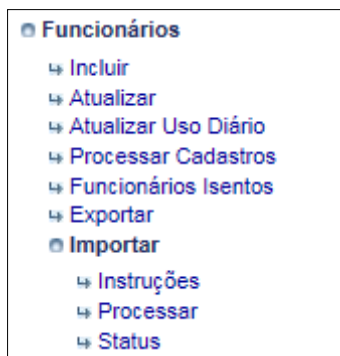 Funcionários
Incluir
Atualizar
Atualizar Uso Diário
Processar Cadastros
Funcionários Isentos
Exportar
Importar
Instruções
Processar
Status